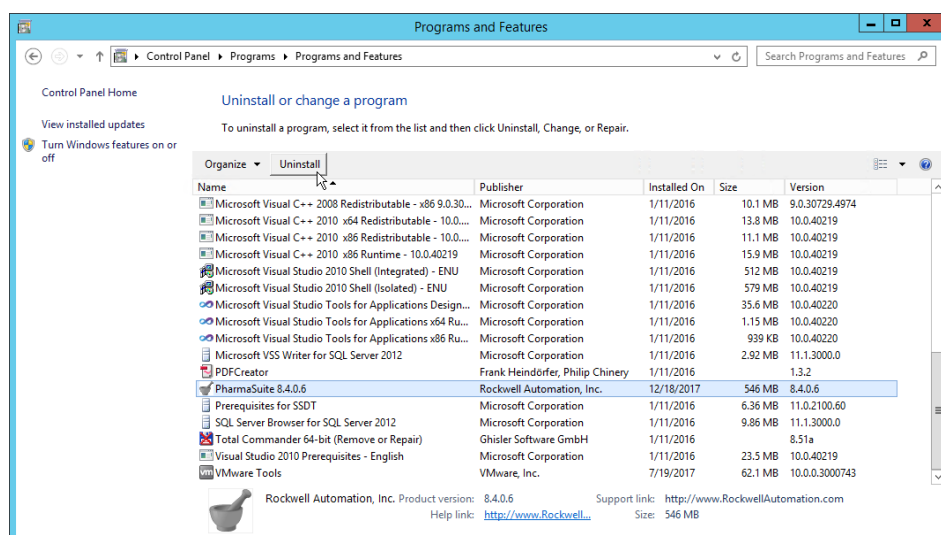 Programs and Features
Control Panel Programs Programs and Features
Search Programs and Features
Control Panel Home
View installed updates
Turn Windows features on or
off
Uninstall or change a program
To uninstall a program, select it from the list and then click Uninstall, Change, or Repair.
Organize Uninstall
Name Publisher Installed On Size Version
Microsoft Visual C++ 2008 Redistributable - x86 9.0.30... Microsoft Corporation 1/11/2016 10.1 MB 9.0.30729.4974
Microsoft Visual C++ 2010 x64 Redistributable - 10.0.... Microsoft Corporation 1/11/2016 13.8 MB 10.0.40219
Microsoft Visual C++ 2010 x86 Redistributable - 10.0.... Microsoft Corporation 1/11/2016 11.1 MB 10.0.40219
Microsoft Visual C++ 2010 x86 Runtime - 10.0.40219 Microsoft Corporation 1/11/2016 15.9 MB 10.0.40219
Microsoft Visual Studio 2010 Shell (Integrated) - ENU Microsoft Corporation 1/11/2016 512 MB 10.0.40219
Microsoft Visual Studio 2010 Shell (Isolated) - ENU Microsoft Corporation 1/11/2016 579 MB 10.0.40219
Microsoft Visual Studio Tools for Applications Design... Microsoft Corporation 1/11/2016 35.6 MB 10.0.40220
Microsoft Visual Studio Tools for Applications x64 Ru... Microsoft Corporation 1/11/2016 1.15 MB 10.0.40220
Microsoft Visual Studio Tools for Applications x86 Ru... Microsoft Corporation 1/11/2016 939 KB 10.0.40220
Microsoft VSS Writer for SQL Server 2012 Microsoft Corporation 1/11/2016 2.92 MB 11.1.3000.0
PDFCreator Frank Heindörfer, Philip Chinery 1/11/2016 1.3.2
PharmaSuite 8.4.0.6 Rockwell Automation, Inc. 12/18/2017 546 MB 8.4.0.6
Prerequisites for SSDT Microsoft Corporation 1/11/2016 6.36 MB 11.0.2100.60
SQL Server Browser for SQL Server 2012 Microsoft Corporation 1/11/2016 9.86 MB 11.1.3000.0
Total Commander 64-bit (Remove or Repair) Ghisler Software GmbH 1/11/2016 8.51a
Visual Studio 2010 Prerequisites - English Microsoft Corporation 1/11/2016 23.5 MB 10.0.40219
vm VMware Tools VMware, Inc. 7/19/2017 62.1 MB 10.0.0.3000743
Rockwell Automation, Inc. Product version: 8.4.0.6 Support link: http://www.RockwellAutomation.com
Help link: http://www.Rockwell... Size: 546 MB